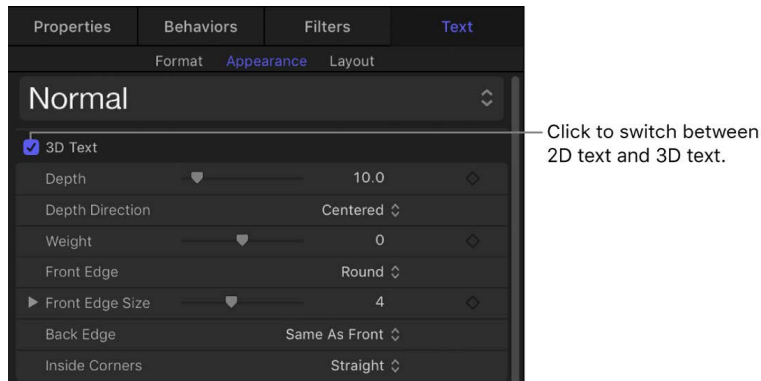 Properties Behaviors Filters Text
Format Appearance Layout
Normal
Click to switch between
2D text and 3D text.
3D Text
Depth 10.0
Depth Direction Centered
Weight 0
Front Edge Round
Front Edge Size 4
Back Edge Same As Front
Inside Corners Straight